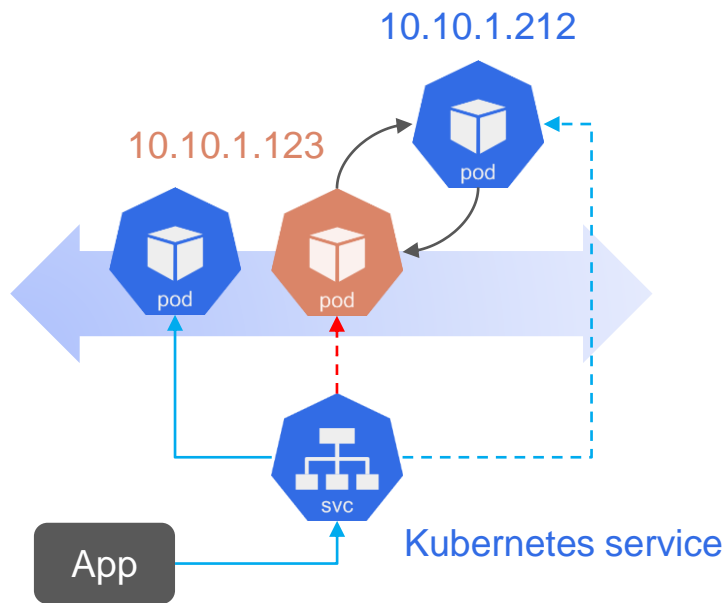 10.10.1.212
10.10.1.123
pod
pod
pod
svc
Kubernetes service
App